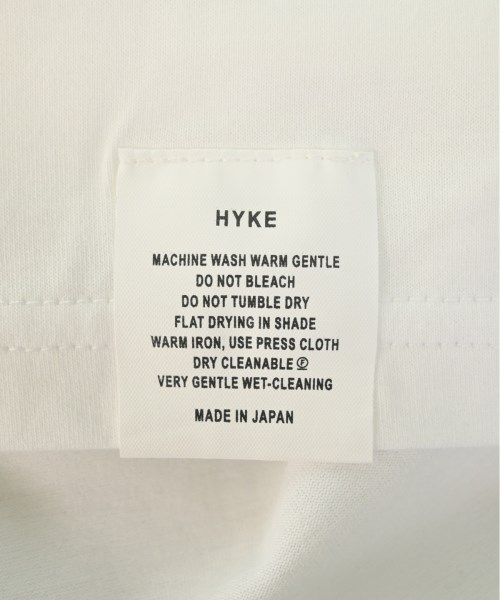 HYKE
MACHINE WASH WARM GENTLE
DO NOT BLEACH
DO NOT TUMBLE DRY
FLAT DRYING IN SHADE
WARM IRON, USE PRESS CLOTH
DRY CLEANABLE Ⓕ
VERY GENTLE WET-CLEANING
MADE IN JAPAN